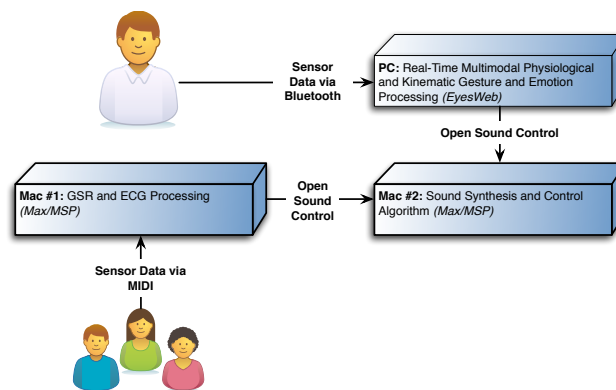 Sensor
Data via
Bluetooth
PC: Real-Time Multimodal Physiological
and Kinematic Gesture and Emotion
Processing (EyesWeb)
Open Sound Control
Mac #1: GSR and ECG Processing
(Max/MSP)
Open
Sound
Control
Mac #2: Sound Synthesis and Control
Algorithm (Max/MSP)
Sensor Data via
MIDI